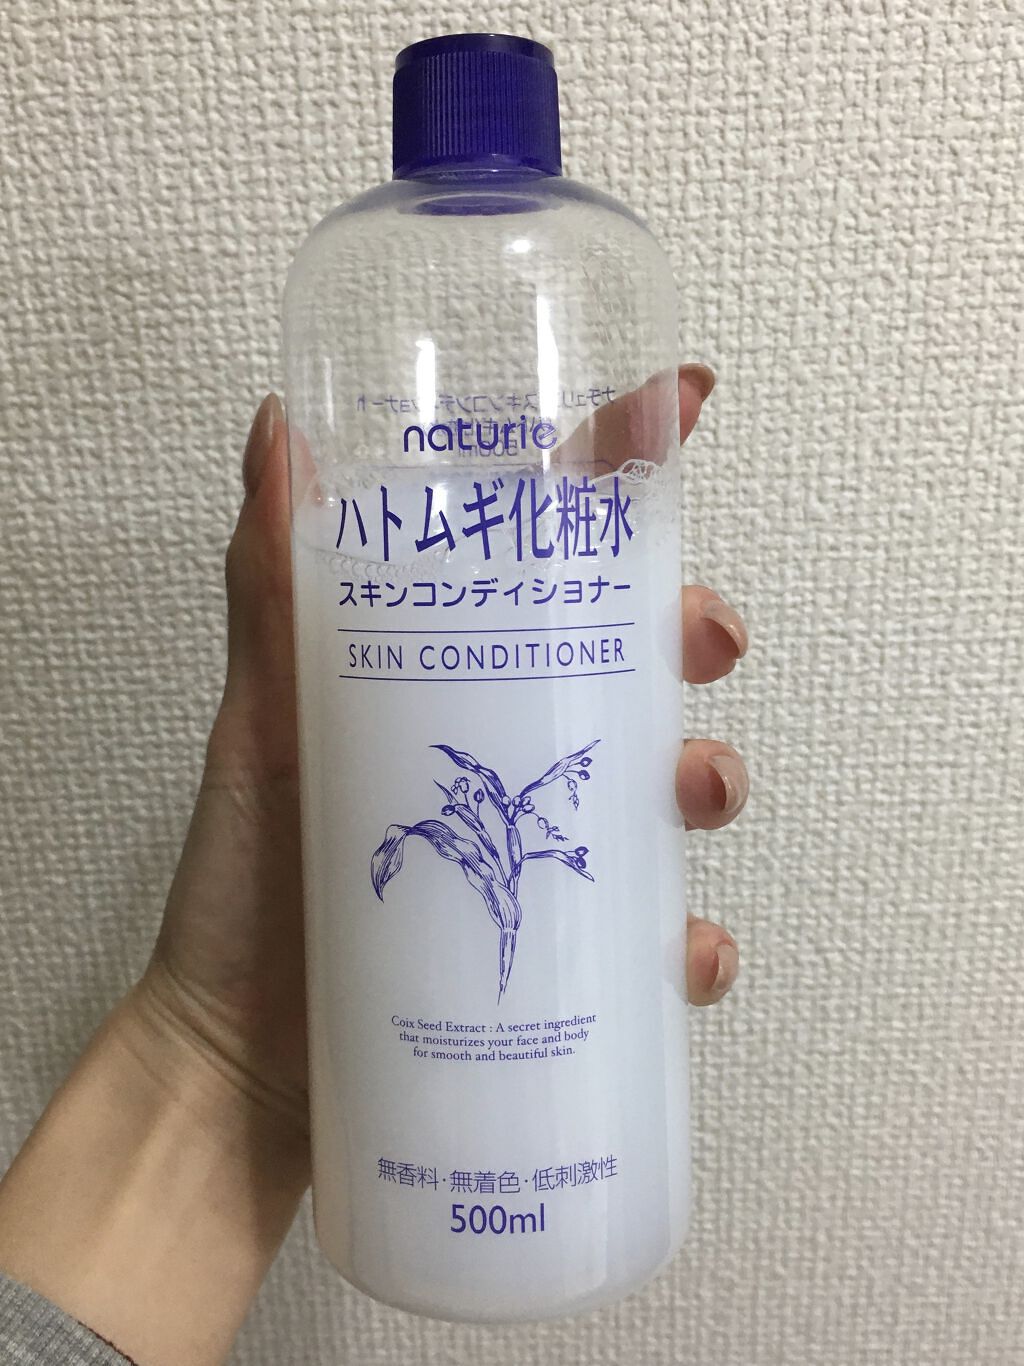 naturie
ハトムギ化粧水
スキンコンディショナー
SKIN CONDITIONER
Coix Seed Extract : A secret ingredient
that moisturizes your face and body
for smooth and beautiful skin.
無香料・無着色・低刺激性
500ml